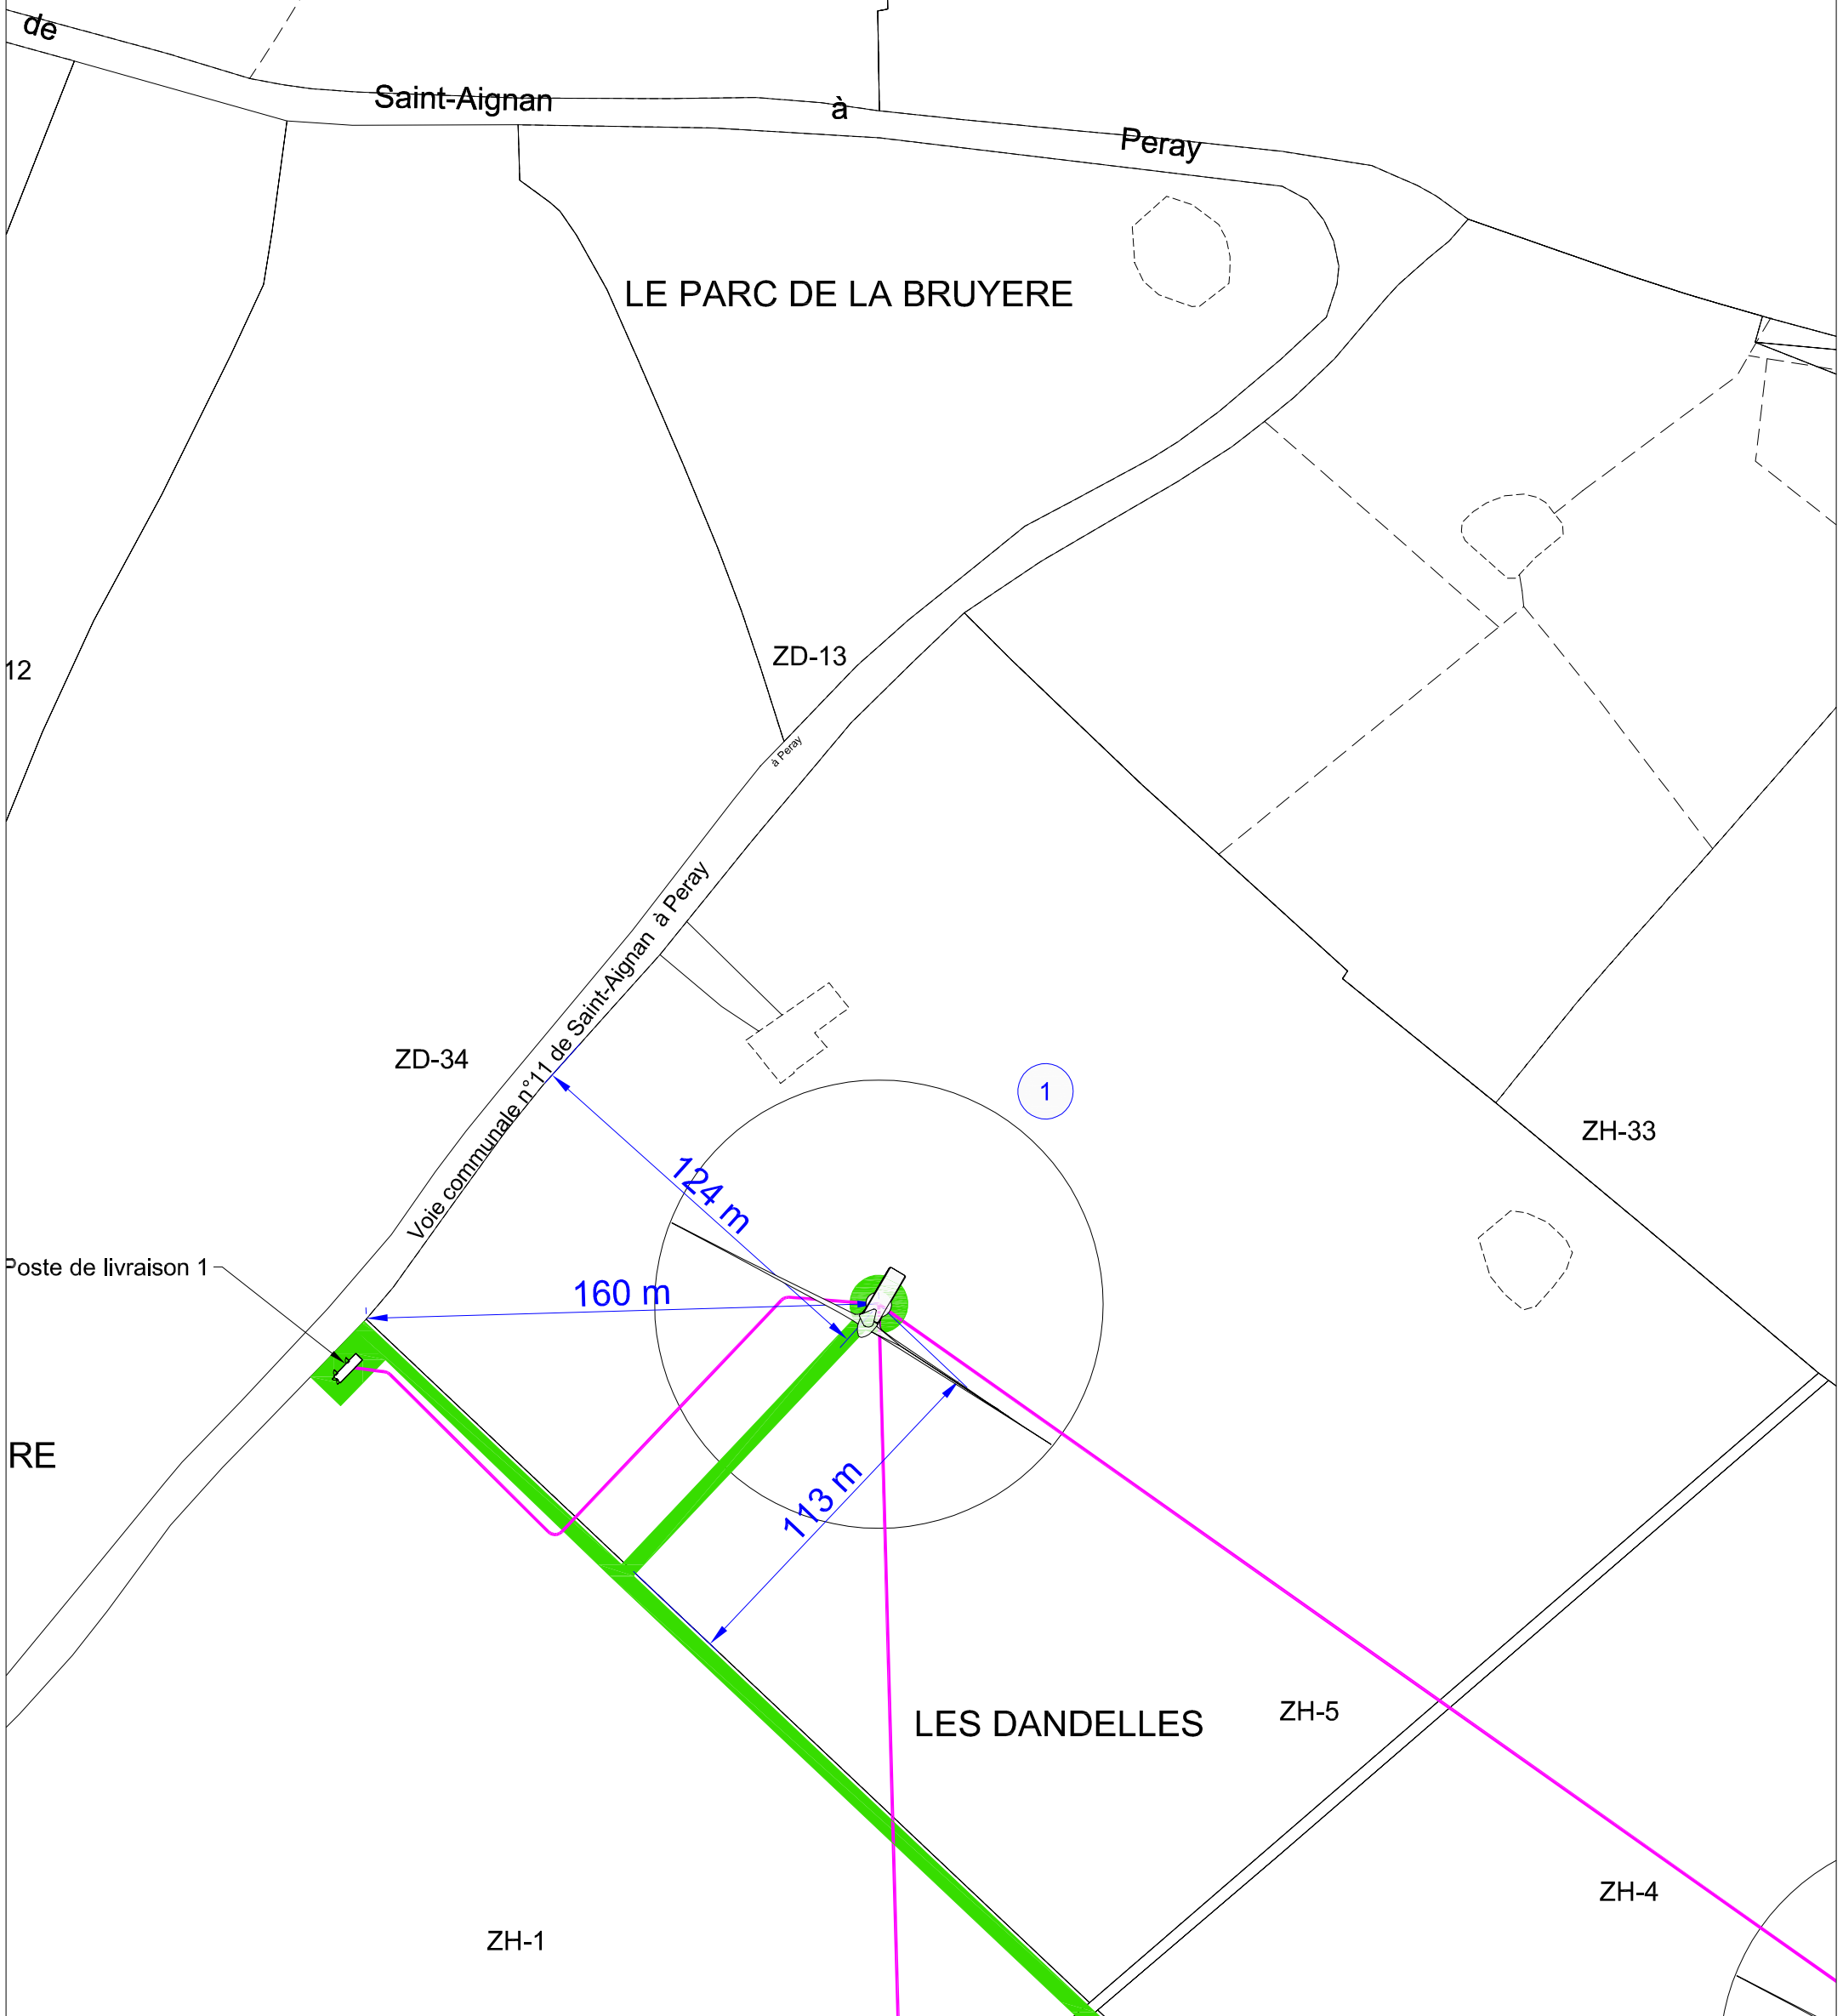 de
Saint-Aignan
à
Peray
LE PARC DE LA BRUYERE
ZD-13
12
à Peray
Voie communale n°11 de Saint-Aignan à Peray
ZD-34
1
ZH-33
124 m
Poste de livraison 1
160 m
RE
113 m
LES DANDELLES
ZH-5
ZH-4
ZH-1